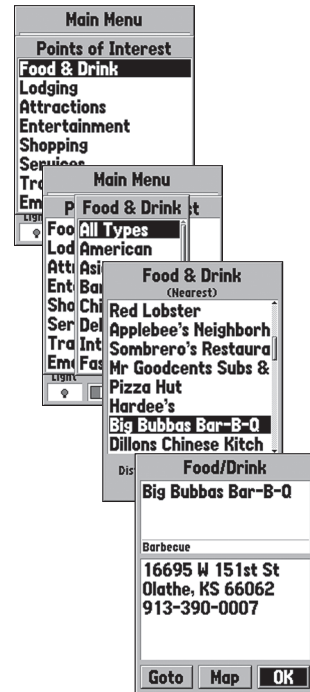 Main Menu
Points of Interest
Food & Drink
Lodging
Attractions
Entertainment
Shopping
Main Menu
Food & Drink
All Types
American
Food & Drink
(Nearest)
Red Lobster
Applebee's Neighborh
Sombrero's Restaura
Mr Goodcents Subs &
Pizza Hut
Hardee's
Big Bubbas Bar-B-Q
Dillons Chinese Kitch
Food/Drink
Big Bubbas Bar-B-Q
Barbecue
16695 W 151st St
Olathe, KS 66062
913-390-0007
Goto Map OK